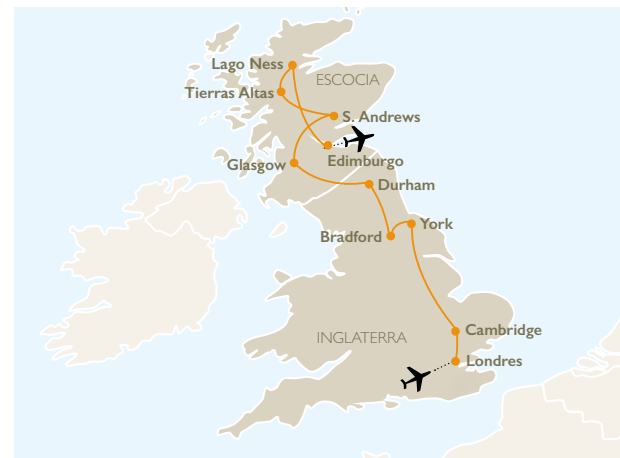 Lago Ness
ESCOCIA
Tierras Altas
S. Andrews
Edimburgo
Glasgow
Durham
York
Bradford
INGLATERRA
Cambridge
Londres